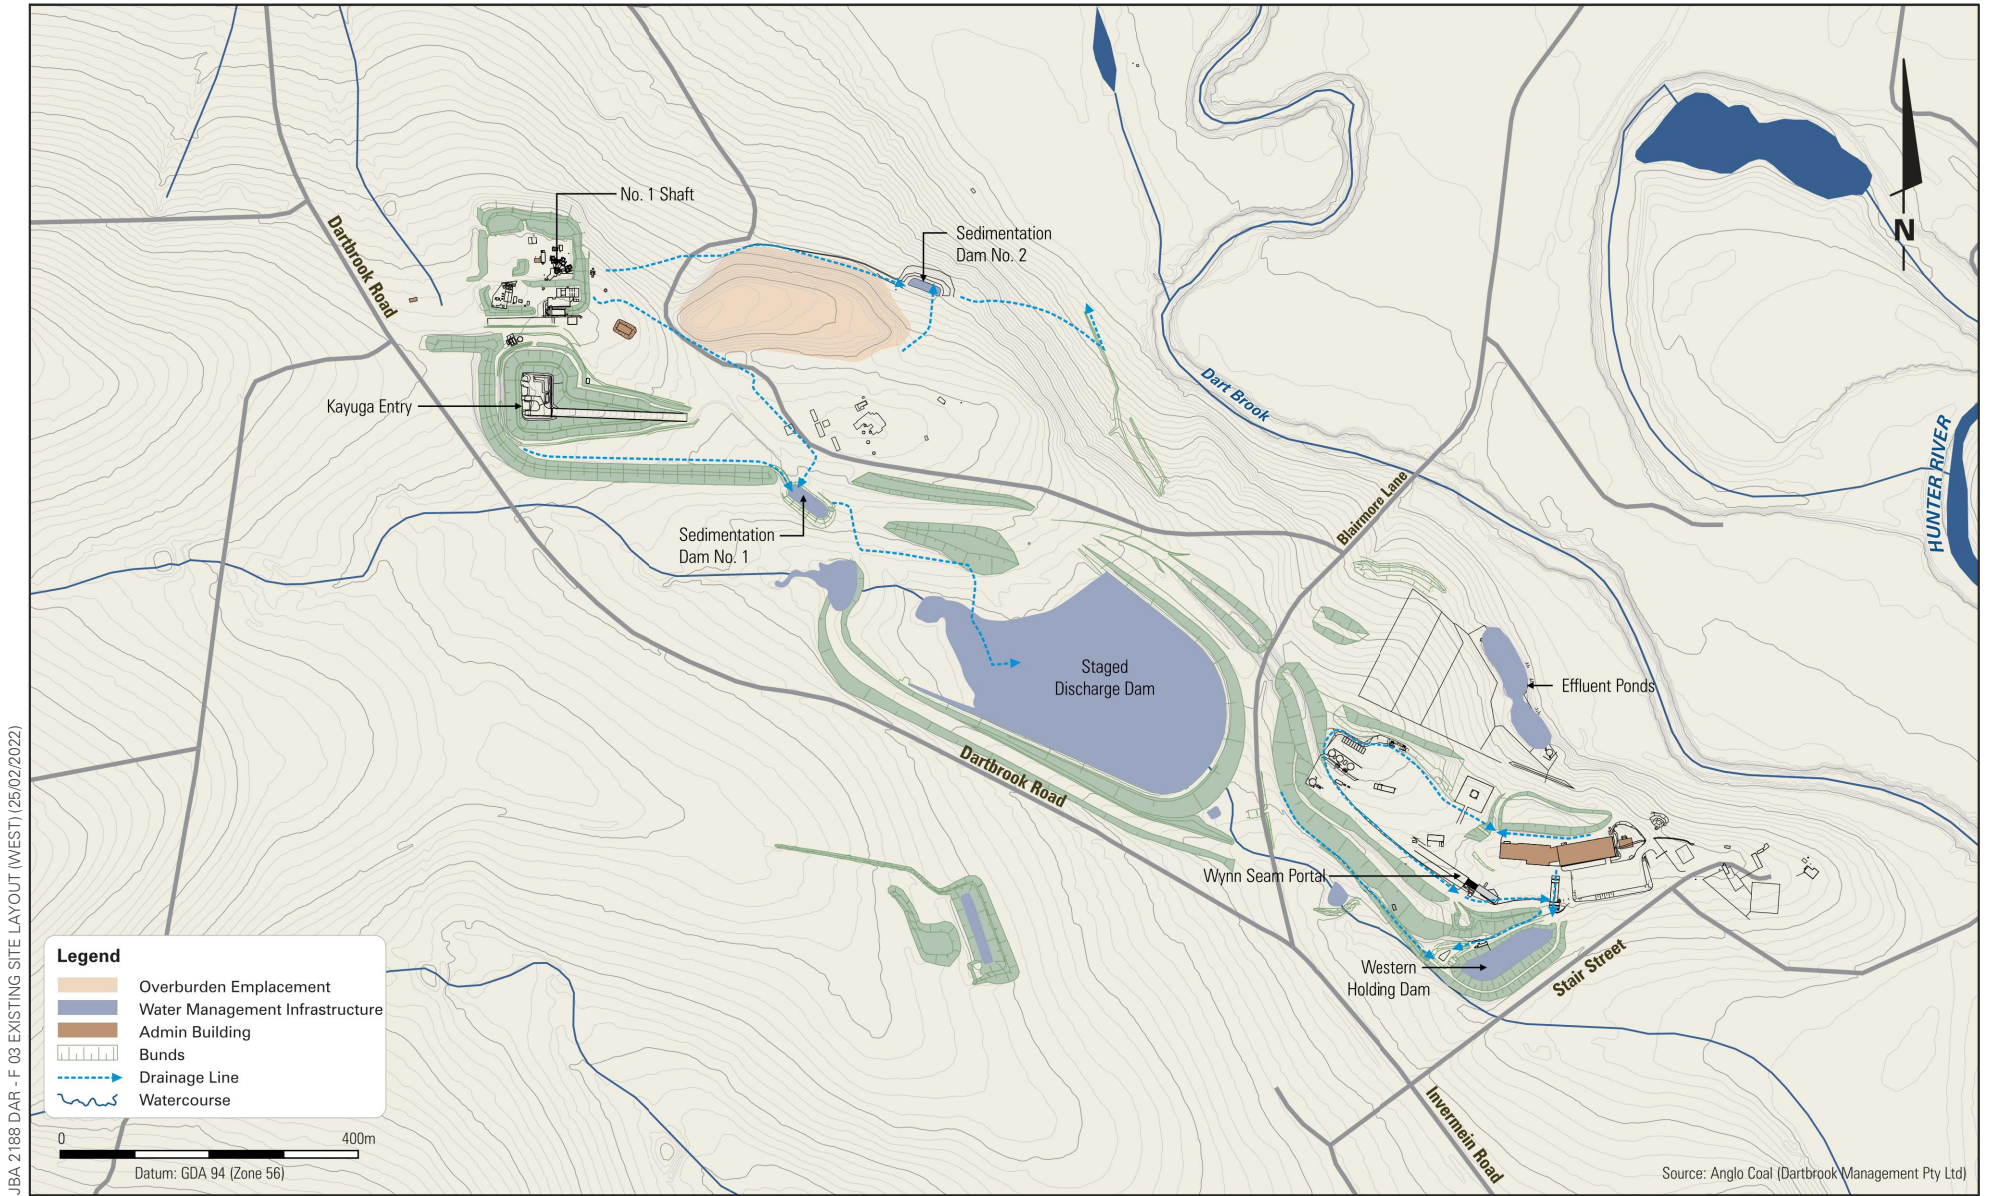 No. 1 Shaft
Sedimentation
Dam No. 2
N
Dartbrook Road
Dart Brook
Kayuga Entry
HUNTER RIVER
Blairmore Lane
Sedimentation
Dam No. 1
Staged
Discharge Dam
Effluent Ponds
Dartbrook Road
Wynn Seam Portal
Western
Holding Dam
Stair Street
Invermein Road
Legend
Overburden Emplacement
Water Management Infrastructure
Admin Building
Bunds
Drainage Line
Watercourse
0 400m
Datum: GDA 94 (Zone 56)
Source: Anglo Coal (Dartbrook Management Pty Ltd)
JBA 2188 DAR - F 03 EXISTING SITE LAYOUT (WEST) (25/02/2022)